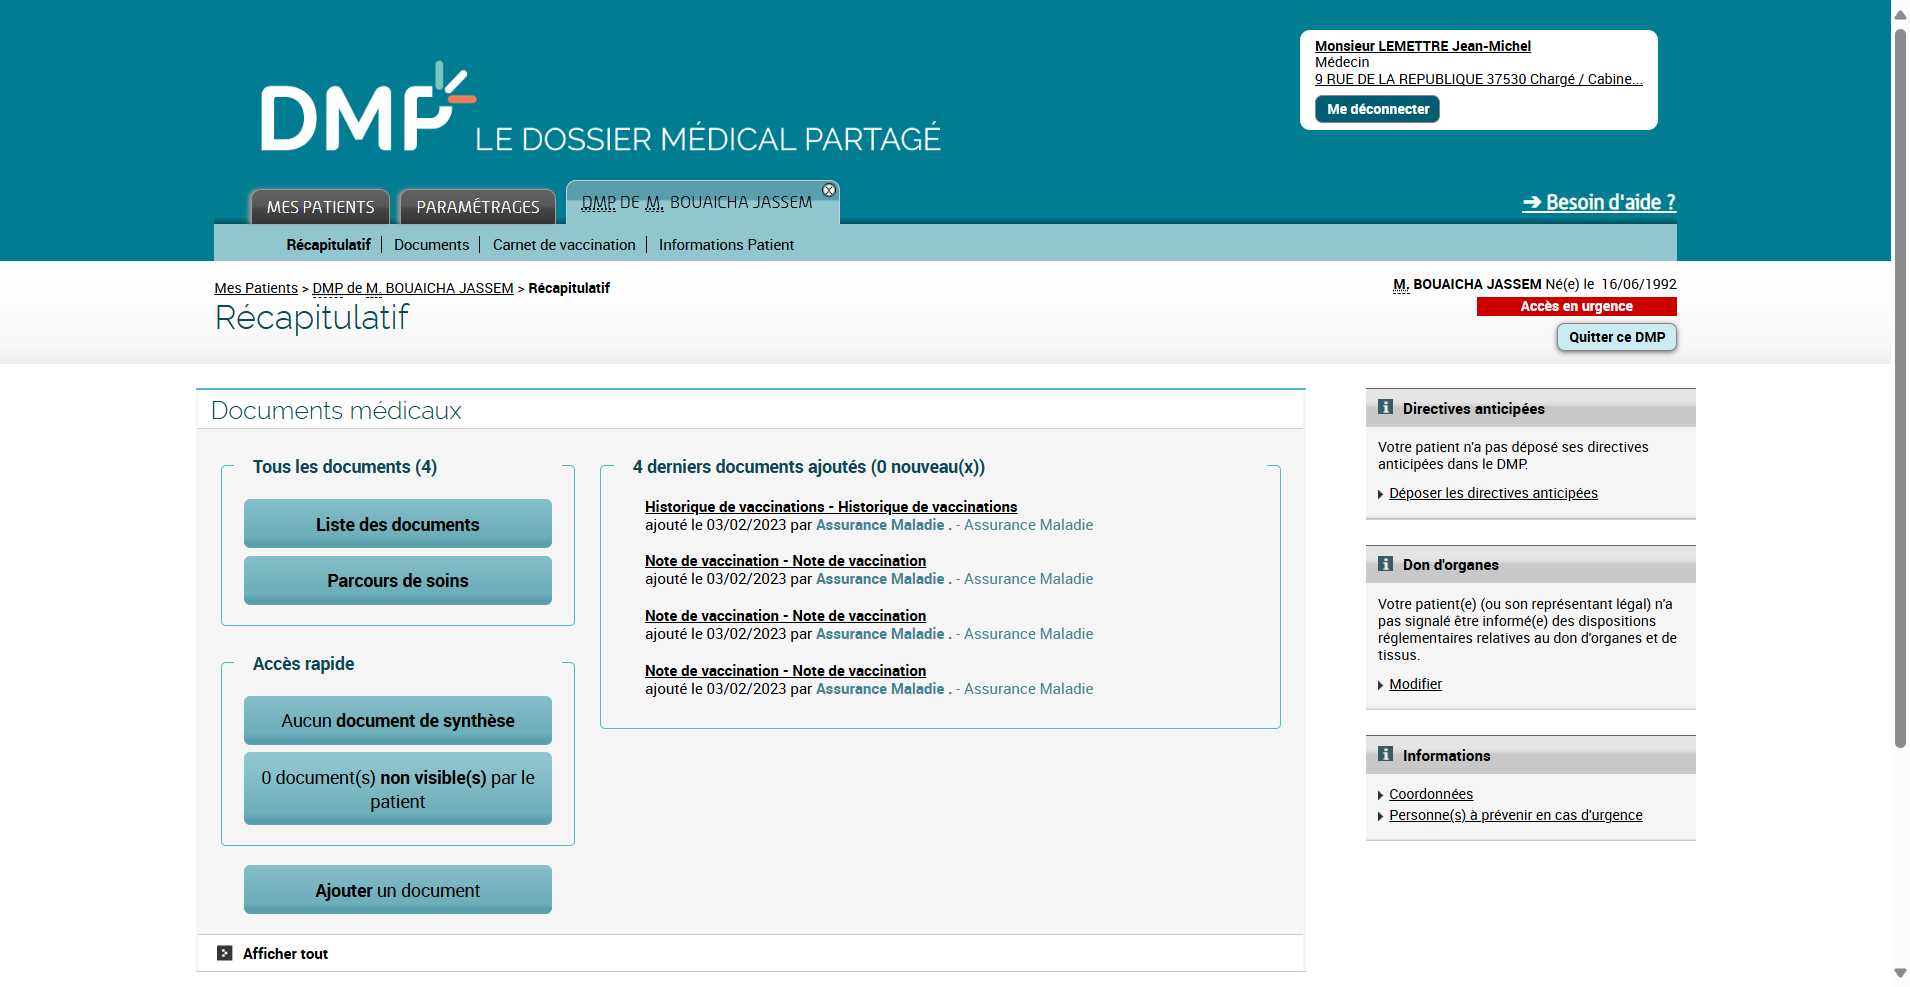 Monsieur LEMETTRE Jean-Michel
Médecin
9 RUE DE LA REPUBLIQUE 37530 Chargé / Cabine...
Me déconnecter
DMP LE DOSSIER MÉDICAL PARTAGÉ
MES PATIENTS PARAMÉTRAGES DMP DE M. BOUAICHA JASSEM
➔ Besoin d'aide ?
Récapitulatif Documents Carnet de vaccination Informations Patient
Mes Patients > DMP de M. BOUAICHA JASSEM > Récapitulatif
Récapitulatif
M. BOUAICHA JASSEM Né(e) le 16/06/1992
Accès en urgence
Quitter ce DMP
Documents médicaux
Tous les documents (4)
Liste des documents
Parcours de soins
Accès rapide
Aucun document de synthèse
0 document(s) non visible(s) par le
patient
Ajouter un document
4 derniers documents ajoutés (0 nouveau(x))
Historique de vaccinations - Historique de vaccinations
ajouté le 03/02/2023 par Assurance Maladie . - Assurance Maladie
Note de vaccination - Note de vaccination
ajouté le 03/02/2023 par Assurance Maladie . - Assurance Maladie
Note de vaccination - Note de vaccination
ajouté le 03/02/2023 par Assurance Maladie . - Assurance Maladie
Note de vaccination - Note de vaccination
ajouté le 03/02/2023 par Assurance Maladie . - Assurance Maladie
Afficher tout
Directives anticipées
Votre patient n'a pas déposé ses directives
anticipées dans le DMP.
Déposer les directives anticipées
Don d'organes
Votre patient(e) (ou son représentant légal) n'a
pas signalé être informé(e) des dispositions
réglementaires relatives au don d'organes et de
tissus.
Modifier
Informations
Coordonnées
Personne(s) à prévenir en cas d'urgence